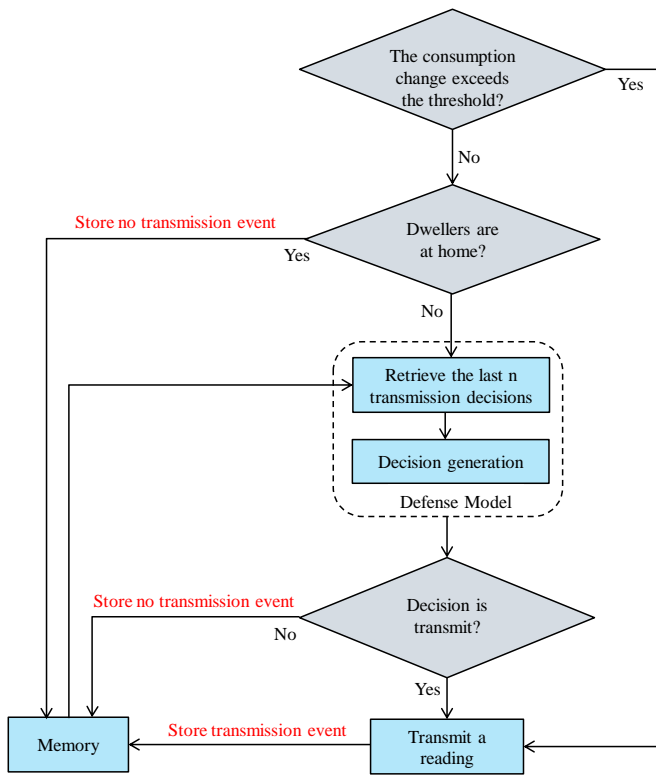 The consumption
change exceeds
the threshold?
Yes
No
Store no transmission event
Dwellers are
at home?
Yes
No
Retrieve the last n
transmission decisions
Decision generation
Defense Model
Store no transmission event
Decision is
transmit?
No
Yes
Store transmission event
Memory
Transmit a
reading